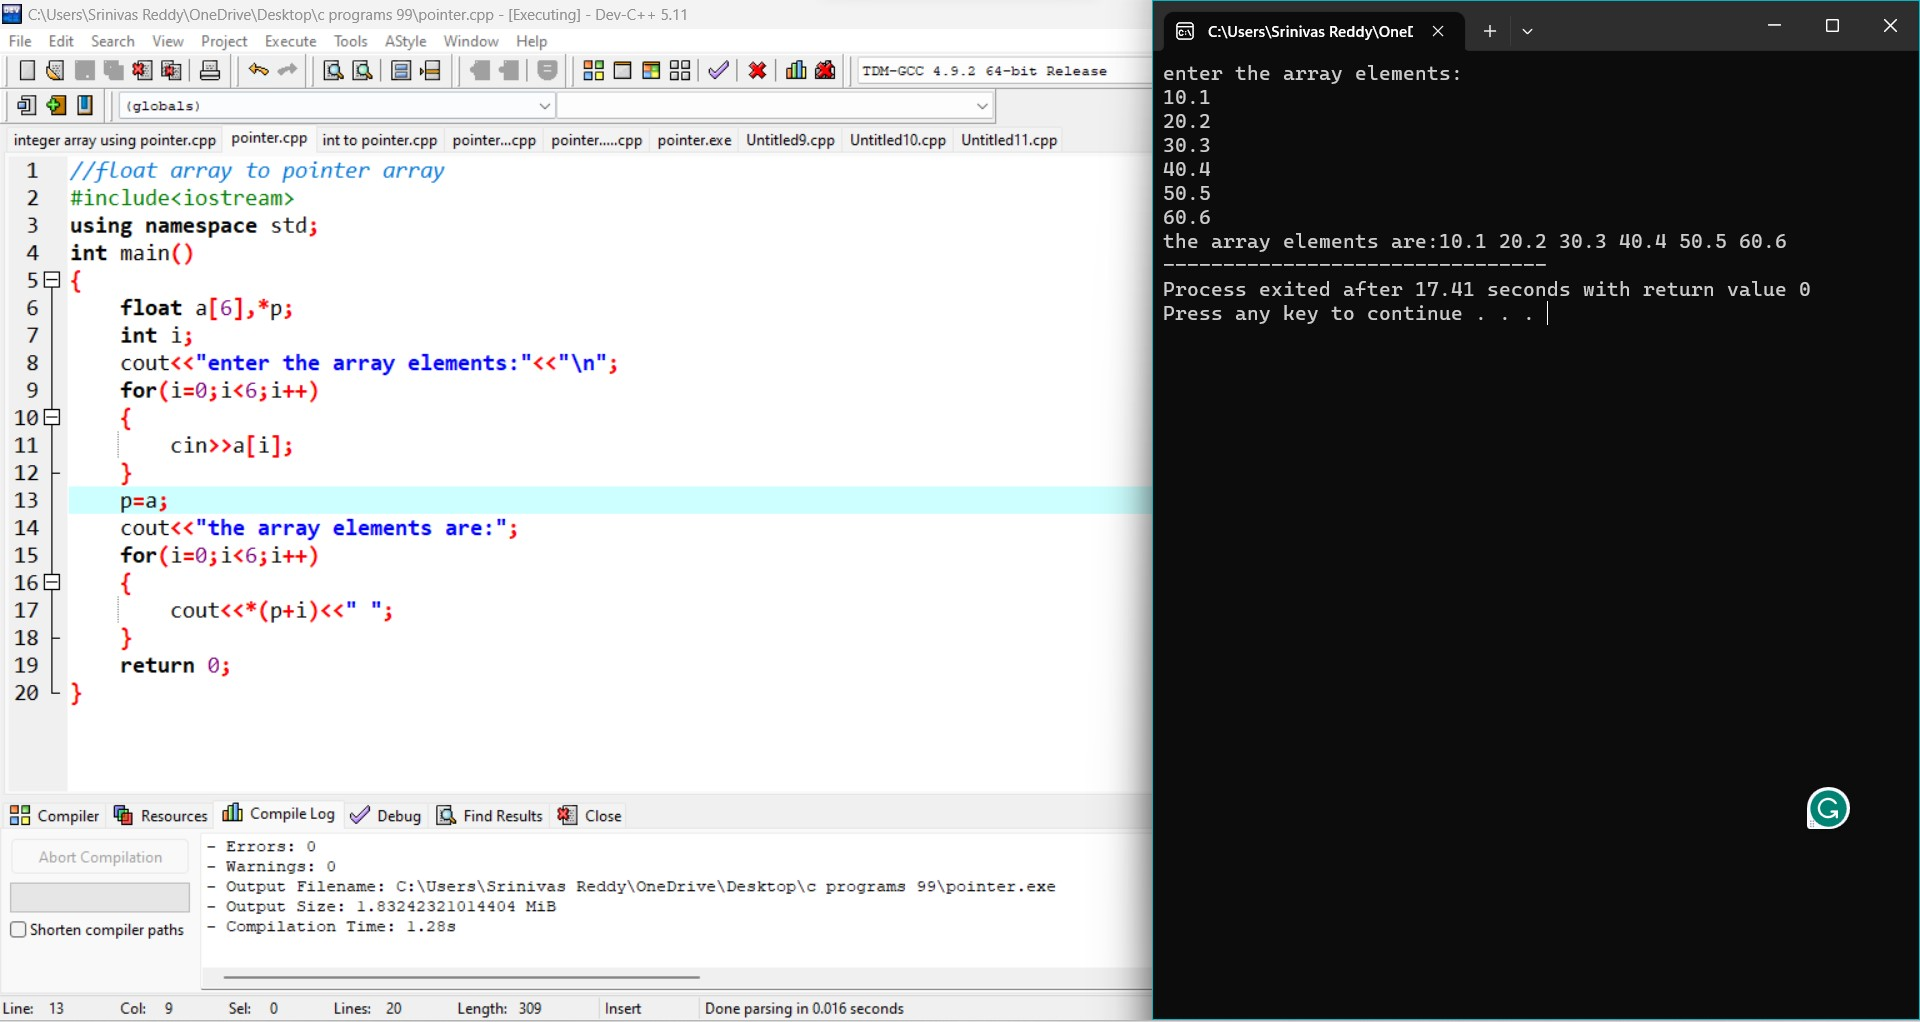 C:\Users\Srinivas Reddy\OneDrive\Desktop\c programs 99\pointer.cpp - [Executing] - Dev-C++ 5.11
File Edit Search View Project Execute Tools AStyle Window Help
TDM-GCC 4.9.2 64-bit Release
(globals)
integer array using pointer.cpp pointer.cpp int to pointer.cpp pointer...cpp pointer.....cpp pointer.exe Untitled9.cpp Untitled10.cpp Untitled11.cpp
1 //float array to pointer array
2 #include<iostream>
3 using namespace std;
4 int main()
5 {
6 float a[6],*p;
7 int i;
8 cout<<"enter the array elements:"<<"\n";
9 for(i=0;i<6;i++)
10 {
11 cin>>a[i];
12 }
13 p=a;
14 cout<<"the array elements are:";
15 for(i=0;i<6;i++)
16 {
17 cout<<*(p+i)<<" ";
18 }
19 return 0;
20 }
Compiler Resources Compile Log Debug Find Results Close
Abort Compilation
Shorten compiler paths
- Errors: 0
- Warnings: 0
- Output Filename: C:\Users\Srinivas Reddy\OneDrive\Desktop\c programs 99\pointer.exe
- Output Size: 1.83242321014404 MiB
- Compilation Time: 1.28s
Line: 13 Col: 9 Sel: 0 Lines: 20 Length: 309 Insert Done parsing in 0.016 seconds
C:\Users\Srinivas Reddy\OneD
enter the array elements:
10.1
20.2
30.3
40.4
50.5
60.6
the array elements are:10.1 20.2 30.3 40.4 50.5 60.6
--------------------------------
Process exited after 17.41 seconds with return value 0
Press any key to continue . . .